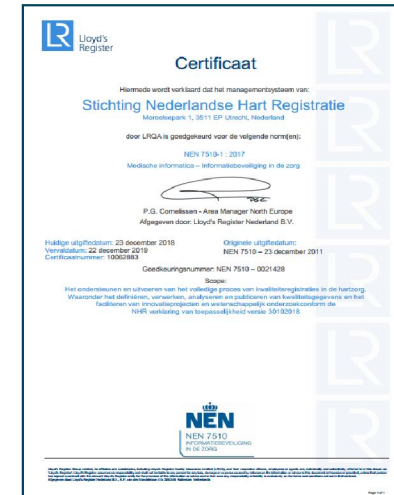 LR
Lloyd's
Register
Certificaat
Hiermede wordt verklaard dat het managementsysteem van:
Stichting Nederlandse Hart Registratie
Moreelsepark 1, 3511 EP Utrecht, Nederland
door LRQA is goedgekeurd voor de volgende norm(en):
NEN 7510-1 : 2017
Medische informatica – Informatiebeveiliging in de zorg
P.G. Cornelissen - Area Manager North Europe
Afgegeven door: Lloyd's Register Nederland B.V.
Huidige uitgiftedatum: 23 december 2018
Vervaldatum: 22 december 2019
Certificaatnummer: 10062883
Originele uitgiftedatum:
NEN 7510 – 23 december 2011
Goedkeuringsnummer: NEN 7510 – 0021428
Scope:
Het ondersteunen en uitvoeren van het volledige proces van kwaliteitsregistraties in de hartzorg.
Waaronder het definiëren, verwerken, analyseren en publiceren van kwaliteitsgegevens en het
faciliteren van innovatieprojecten en wetenschappelijk onderzoekconform de
NHR verklaring van toepasselijkheid versie 30102018
NEN
NEN 7510
INFORMATIEBEVEILIGING
IN DE ZORG
Page 1 of 1